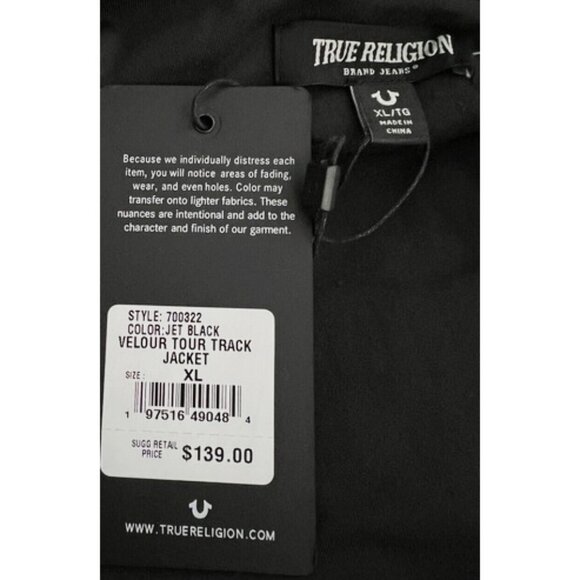 TRUE RELIGION
BRAND JEANS®
XL/TG
MADE IN
CHINA
Because we individually distress each
item, you will notice areas of fading,
wear, and even holes. Color may
transfer onto lighter fabrics. These
nuances are intentional and add to the
character and finish of our garment.
STYLE: 700322
COLOR:JET BLACK
VELOUR TOUR TRACK
JACKET
SIZE: XL
1 97516 49048 4
SUGG RETAIL
PRICE $139.00
WWW.TRUERELIGION.COM